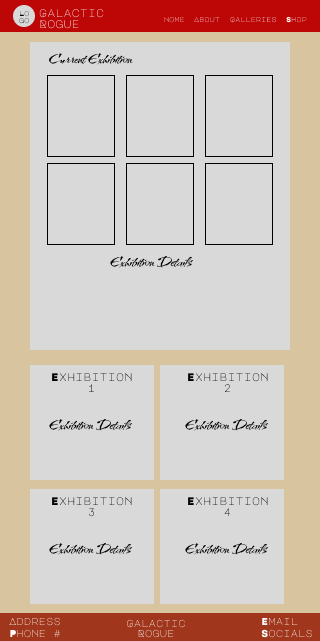 LO
GO
GALACTIC
ROGUE
HOME ABOUT GALLERIES SHOP
Current Exhibition
Exhibition Details
EXHIBITION
1
Exhibition Details
EXHIBITION
2
Exhibition Details
EXHIBITION
3
Exhibition Details
EXHIBITION
4
Exhibition Details
ADDRESS
PHONE #
GALACTIC
ROGUE
EMAIL
SOCIALS